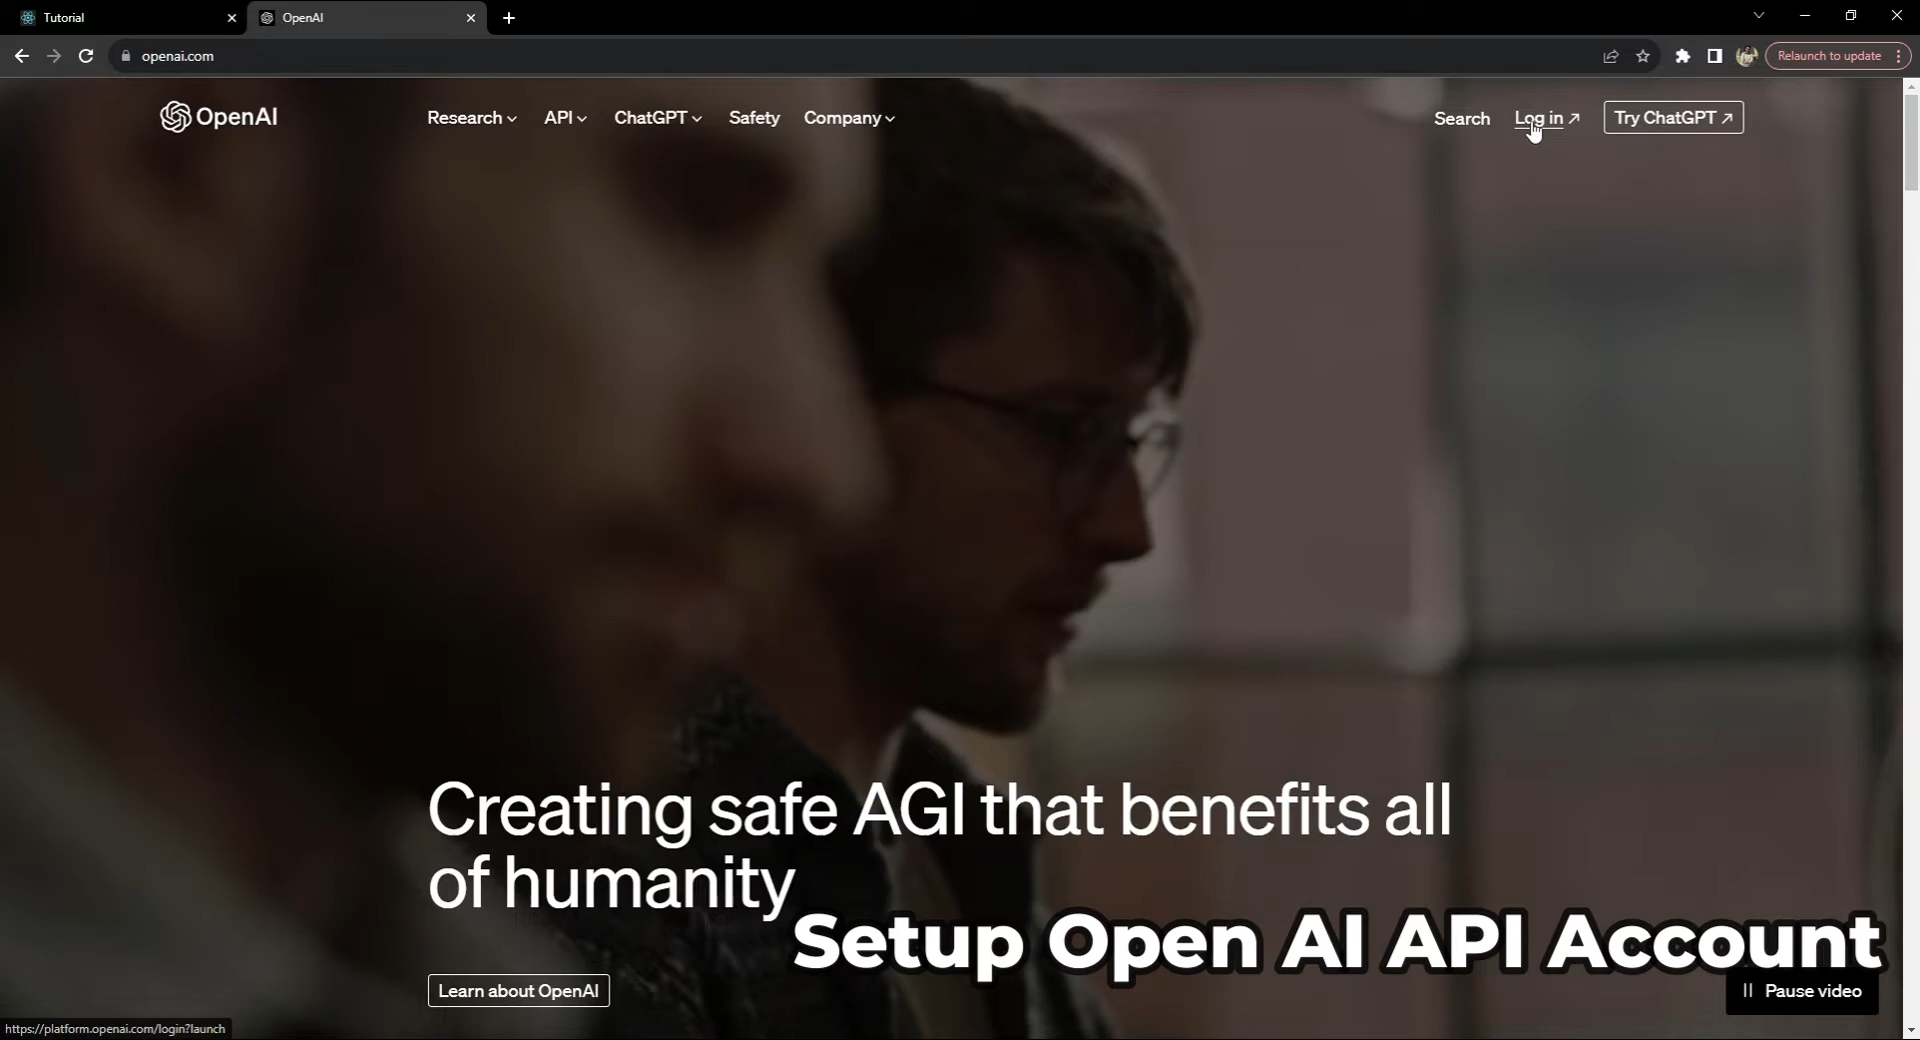 Tutorial
OpenAI
openai.com
Relaunch to update
OpenAI
Research API ChatGPT Safety Company
Search Log in Try ChatGPT
Creating safe AGI that benefits all
of humanity
Setup Open AI API Account
Learn about OpenAI
Pause video
https://platform.openai.com/login?launch